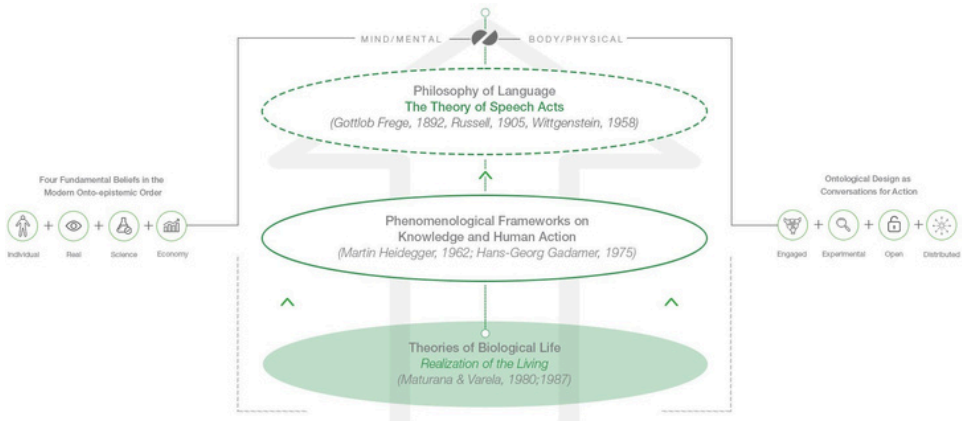 MIND/MENTAL
BODY/PHYSICAL
Philosophy of Language
The Theory of Speech Acts
(Gottlob Frege, 1892, Russell, 1905, Wittgenstein, 1958)
Four Fundamental Beliefs in the
Modern Onto-epistemic Order
Individual
Real
Science
Economy
Phenomenological Frameworks on
Knowledge and Human Action
(Martin Heidegger, 1962; Hans-Georg Gadamer, 1975)
Ontological Design as
Conversations for Action
Engaged
Experimental
Open
Distributed
Theories of Biological Life
Realization of the Living
(Maturana & Varela, 1980;1987)